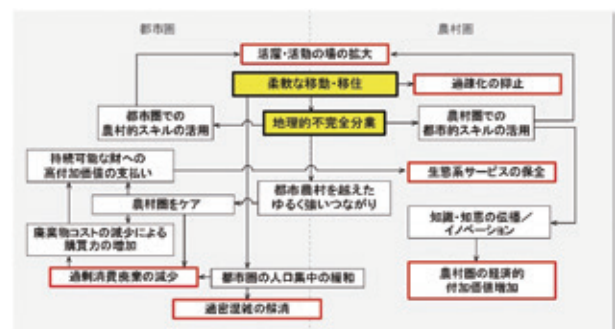 都市圏
農村圏
活躍・活動の場の拡大
柔軟な移動・移住
過疎化の抑止
都市圏での
農村的スキルの活用
地理的不完全分業
農村圏での
都市的スキルの活用
持続可能な財への
高付加価値の支払い
生態系サービスの保全
都市農村を越えた
ゆるく強いつながり
農村圏をケア
知識・知恵の伝播/
イノベーション
廃棄物コストの減少による
購買力の増加
過剰消費廃棄の減少
都市圏の人口集中の緩和
農村圏の経済的
付加価値増加
過密混雑の解消